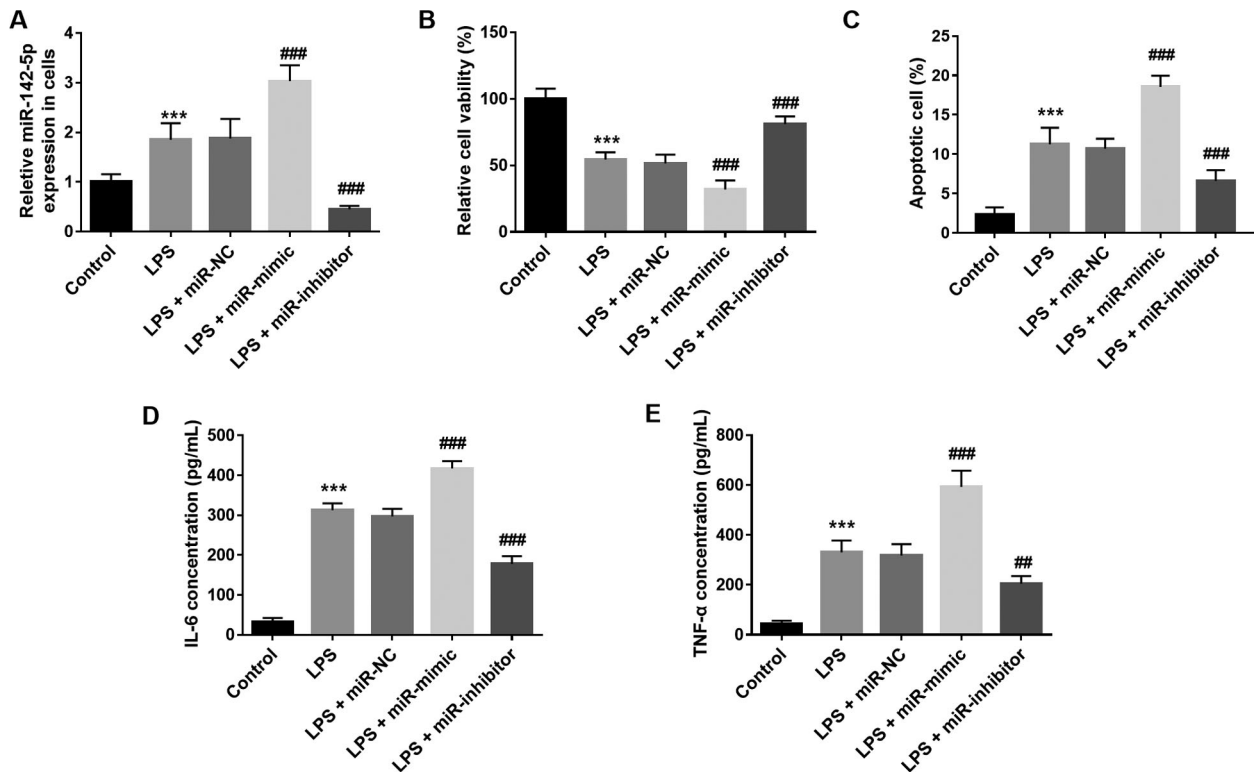 A
Reletive miR-142-5p
expression in cells
4
3
2
1
0
***
###
###
Control
LPS
LPS + miR-NC
LPS + miR-mimic
LPS + miR-inhibitor
B
Relative cell vability (%)
150
100
50
0
***
###
###
Control
LPS
LPS + miR-NC
LPS + miR-mimic
LPS + miR-inhibitor
C
Apoptotic cell (%)
25
20
15
10
5
0
***
###
###
Control
LPS
LPS + miR-NC
LPS + miR-mimic
LPS + miR-inhibitor
D
IL-6 concentration (pg/mL)
500
400
300
200
100
0
***
###
###
Control
LPS
LPS + miR-NC
LPS + miR-mimic
LPS + miR-inhibitor
E
TNF-α concentration (pg/mL)
800
600
400
200
0
***
###
##
Control
LPS
LPS + miR-NC
LPS + miR-mimic
LPS + miR-inhibitor